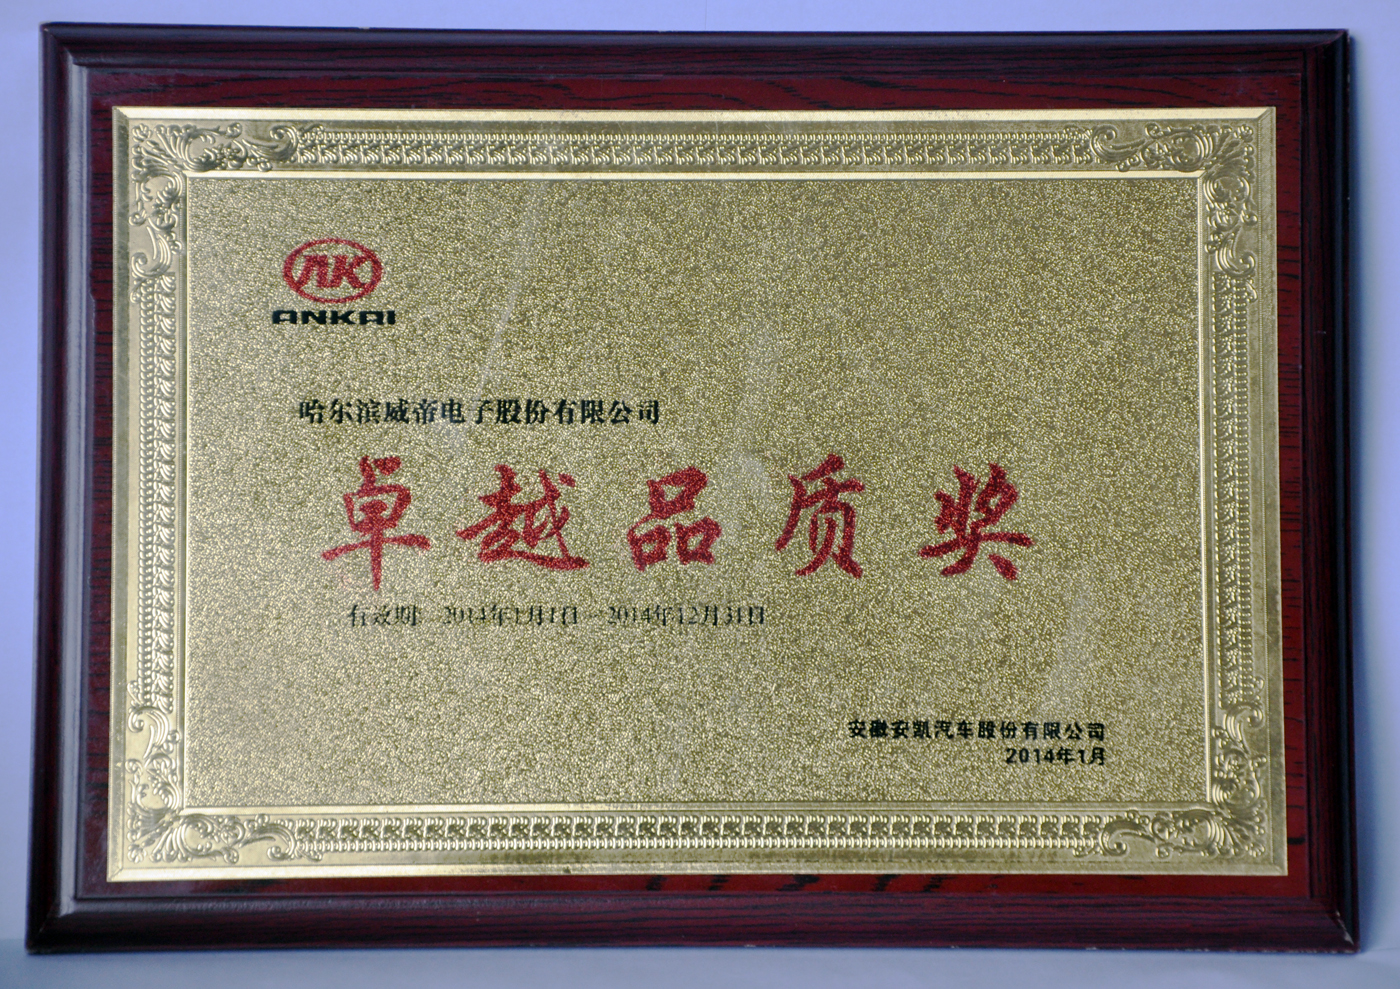 AK
ANKAI
哈尔滨威帝电子股份有限公司
卓越品质奖
有效期: 2014年1月1日－2014年12月31日
安徽安凯汽车股份有限公司
2014年1月